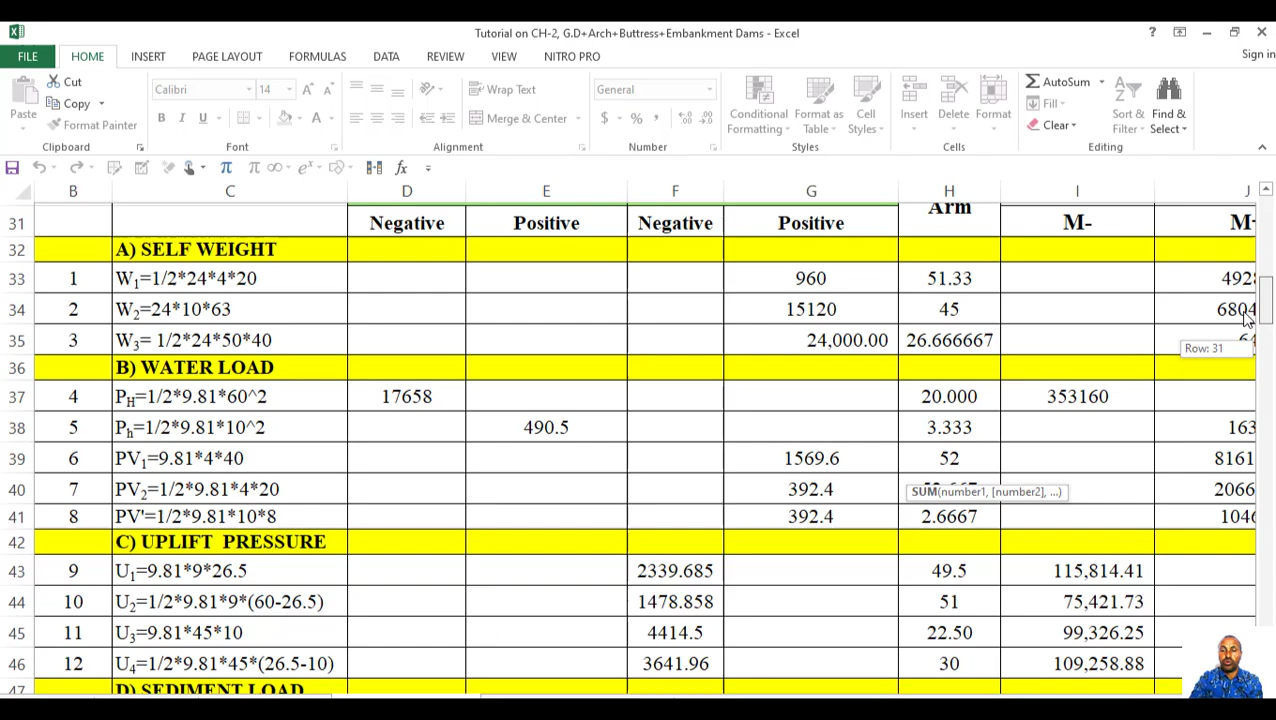 Tutorial on CH-2, G.D+Arch+Buttress+Embankment Dams - Excel
?
FILE HOME INSERT PAGE LAYOUT FORMULAS DATA REVIEW VIEW NITRO PRO Sign in
Paste Cut Copy Format Painter Clipboard
Calibri 14 B I U A Font
Wrap Text Merge & Center Alignment
General $ % , Number
Conditional Formatting Format as Table Cell Styles Styles
Insert Delete Format Cells
AutoSum Fill Clear Sort & Filter Find & Select Editing
B C D E F G H I J
31 Negative Positive Negative Positive Arm M-
32 A) SELF WEIGHT
33 1 W1=1/2*24*4*20 960 51.33 4928
34 2 W2=24*10*63 15120 45 6804
35 3 W3= 1/2*24*50*40 24,000.00 26.666667
Row: 31
36 B) WATER LOAD
37 4 PH=1/2*9.81*60^2 17658 20.000 353160
38 5 Ph=1/2*9.81*10^2 490.5 3.333 163
39 6 PV1=9.81*4*40 1569.6 52 8161
40 7 PV2=1/2*9.81*4*20 392.4 2066
SUM(number1, [number2], ...)
41 8 PV'=1/2*9.81*10*8 392.4 2.6667 1046
42 C) UPLIFT PRESSURE
43 9 U1=9.81*9*26.5 2339.685 49.5 115,814.41
44 10 U2=1/2*9.81*9*(60-26.5) 1478.858 51 75,421.73
45 11 U3=9.81*45*10 4414.5 22.50 99,326.25
46 12 U4=1/2*9.81*45*(26.5-10) 3641.96 30 109,258.88
47 D) SEDIMENT LOAD